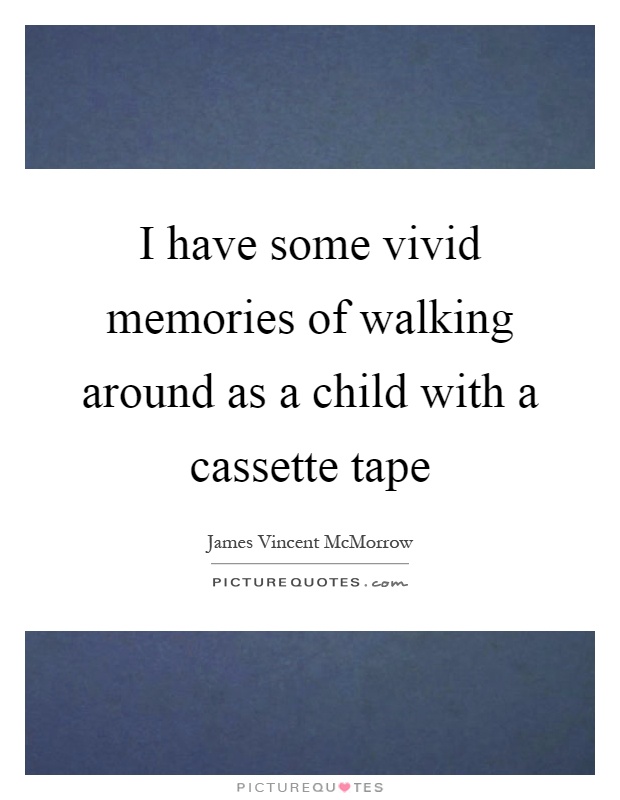 I have some vivid
memories of walking
around as a child with a
cassette tape
James Vincent McMorrow
PICTUREQUOTES.com
PICTUREQUOTES